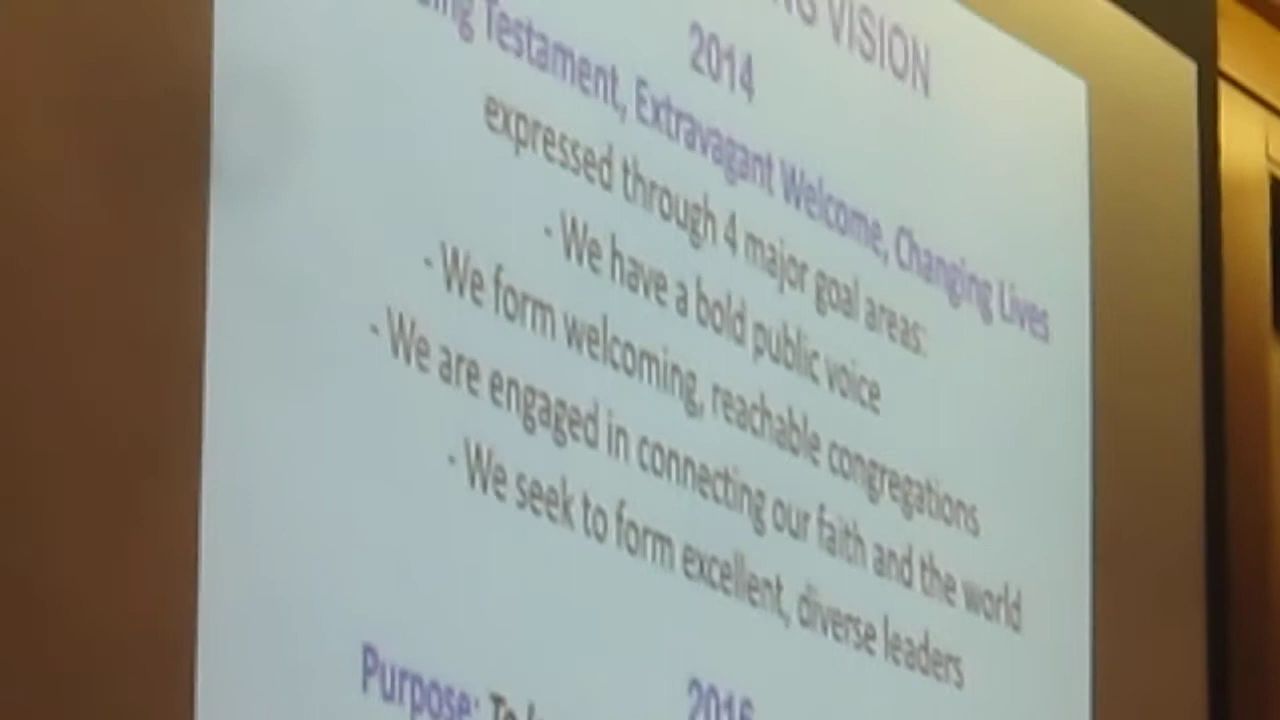 VISION
2014
Testament, Extravagant Welcome, Changing Lives
expressed through 4 major goal areas:
- We have a bold public voice
- We form welcoming, reachable congregations
- We are engaged in connecting our faith and the world
- We seek to form excellent, diverse leaders
2016
Purpose: To